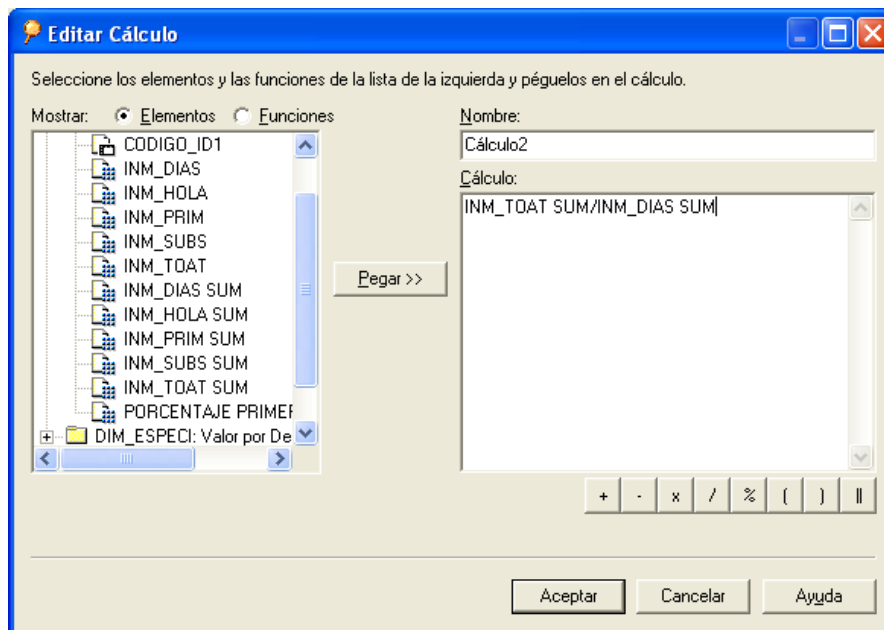 Editar Cálculo
Seleccione los elementos y las funciones de la lista de la izquierda y péguelos en el cálculo.
Mostrar: Elementos Funciones
CODIGO_ID1
INM_DIAS
INM_HOLA
INM_PRIM
INM_SUBS
INM_TOAT
INM_DIAS SUM
INM_HOLA SUM
INM_PRIM SUM
INM_SUBS SUM
INM_TOAT SUM
PORCENTAJE PRIMER
DIM_ESPECI: Valor por De
Pegar >>
Nombre:
Cálculo2
Cálculo:
INM_TOAT SUM/INM_DIAS SUM
+ - x / % ( ) ||
Aceptar Cancelar Ayuda